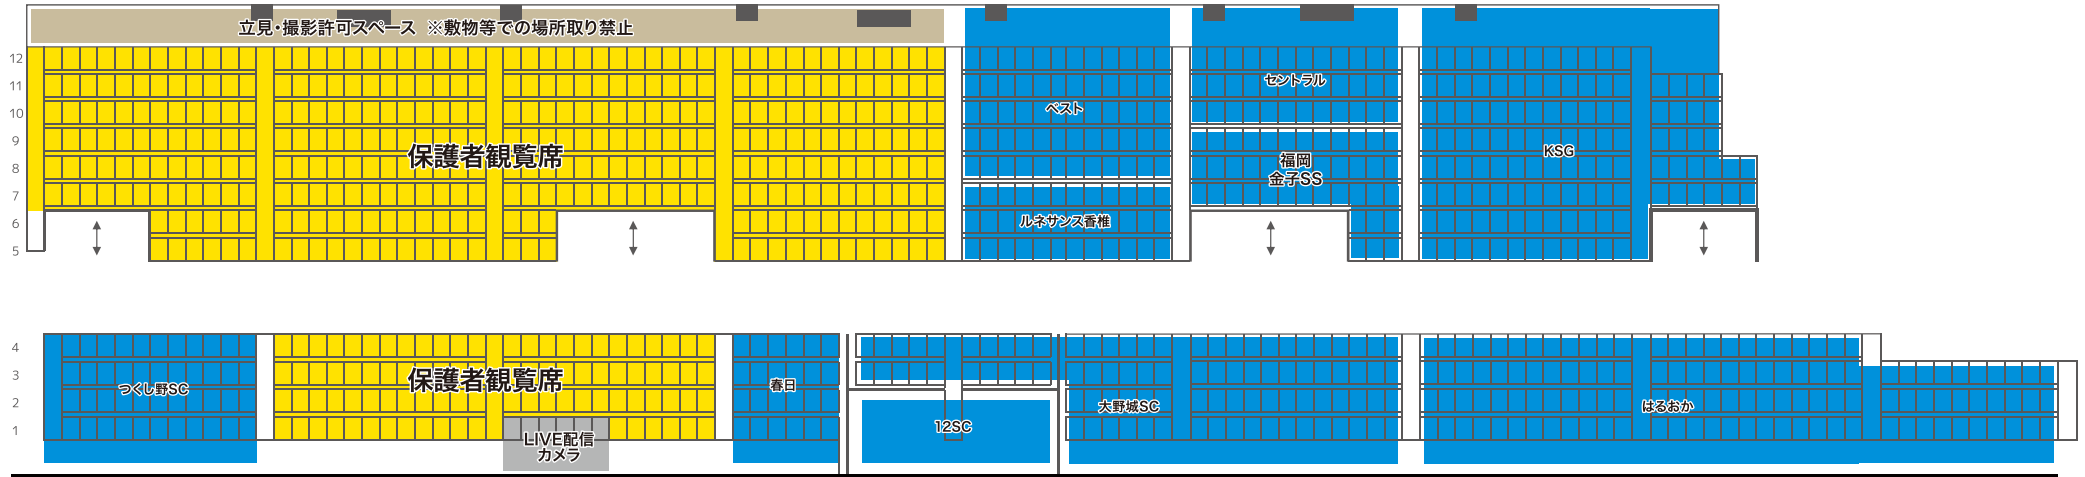 立見・撮影許可スペース ※敷物等での場所取り禁止
12
11
10
9
8
7
6
5
保護者観覧席
ベスト
ルネサンス香椎
セントラル
福岡
金子SS
KSG
4
3
2
1
つくし野SC
保護者観覧席
LIVE配信
カメラ
春日
12SC
大野城SC
はるおか